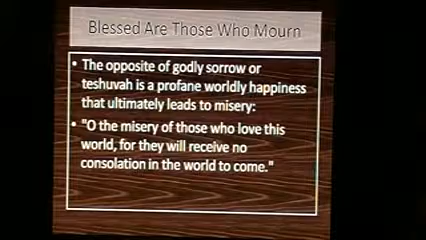 Blessed Are Those Who Mourn
• The opposite of godly sorrow or
teshuvah is a profane worldly happiness
that ultimately leads to misery:
• "O the misery of those who love this
world, for they will receive no
consolation in the world to come."